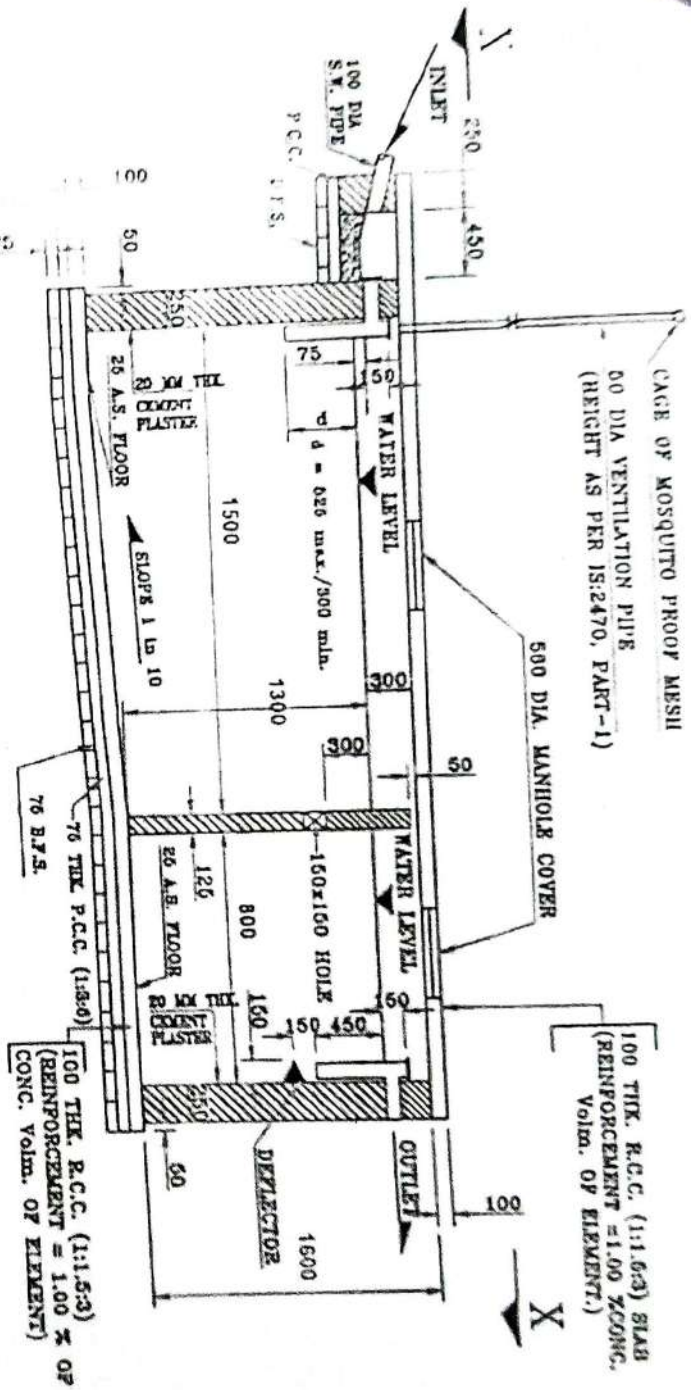 CAGE OF MOSQUITO PROOF MESH
50 DIA VENTILATION PIPE
(HEIGHT AS PER IS:2470, PART-1)
560 DIA. MANHOLE COVER
100 THK. R.C.C. (1:1.5:3) SLAB
(REINFORCEMENT =1.00 %CONC.
Volm. OF ELEMENT.)
X
INLET
250
450
100 DIA
S.W. PIPE
P.C.C.
B.F.S.
100
50
250
75
150
WATER LEVEL
d
d = 525 max./300 min.
300
50
300
WATER LEVEL
150
450
150
150
OUTLET
100
20 MM THK.
CEMENT
PLASTER
25 A.S. FLOOR
1500
SLOPE 1 in 10
1300
150x150 HOLE
125
800
25 A.S. FLOOR
20 MM THK.
CEMENT
PLASTER
250
50
DEFLECTOR
1600
75 B.F.S.
75 THK. P.C.C. (1:3:6)
100 THK. R.C.C. (1:1.5:3)
(REINFORCEMENT = 1.00 % OF
CONC. Volm. OF ELEMENT)